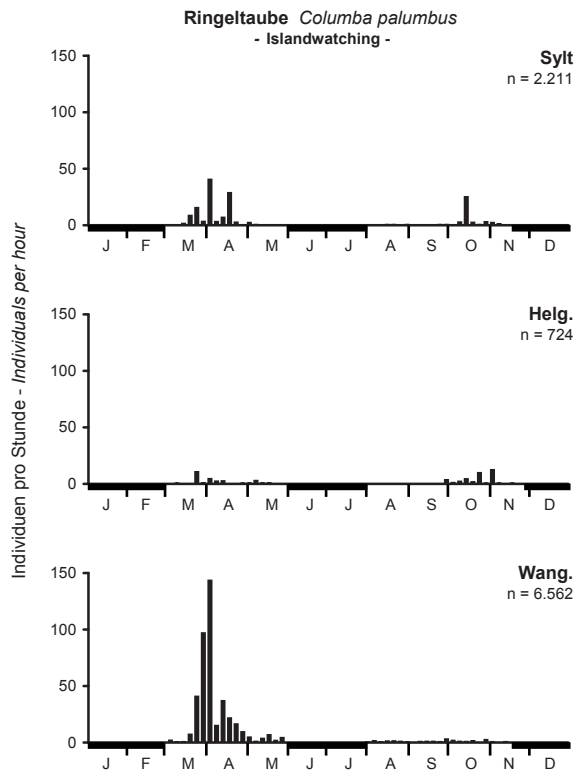 Ringeltaube Columba palumbus
- Islandwatching -
Individuen pro Stunde - Individuals per hour
Sylt
n = 2.211
150
100
50
0
J F M A M J J A S O N D
Helg.
n = 724
150
100
50
0
J F M A M J J A S O N D
Wang.
n = 6.562
150
100
50
0
J F M A M J J A S O N D